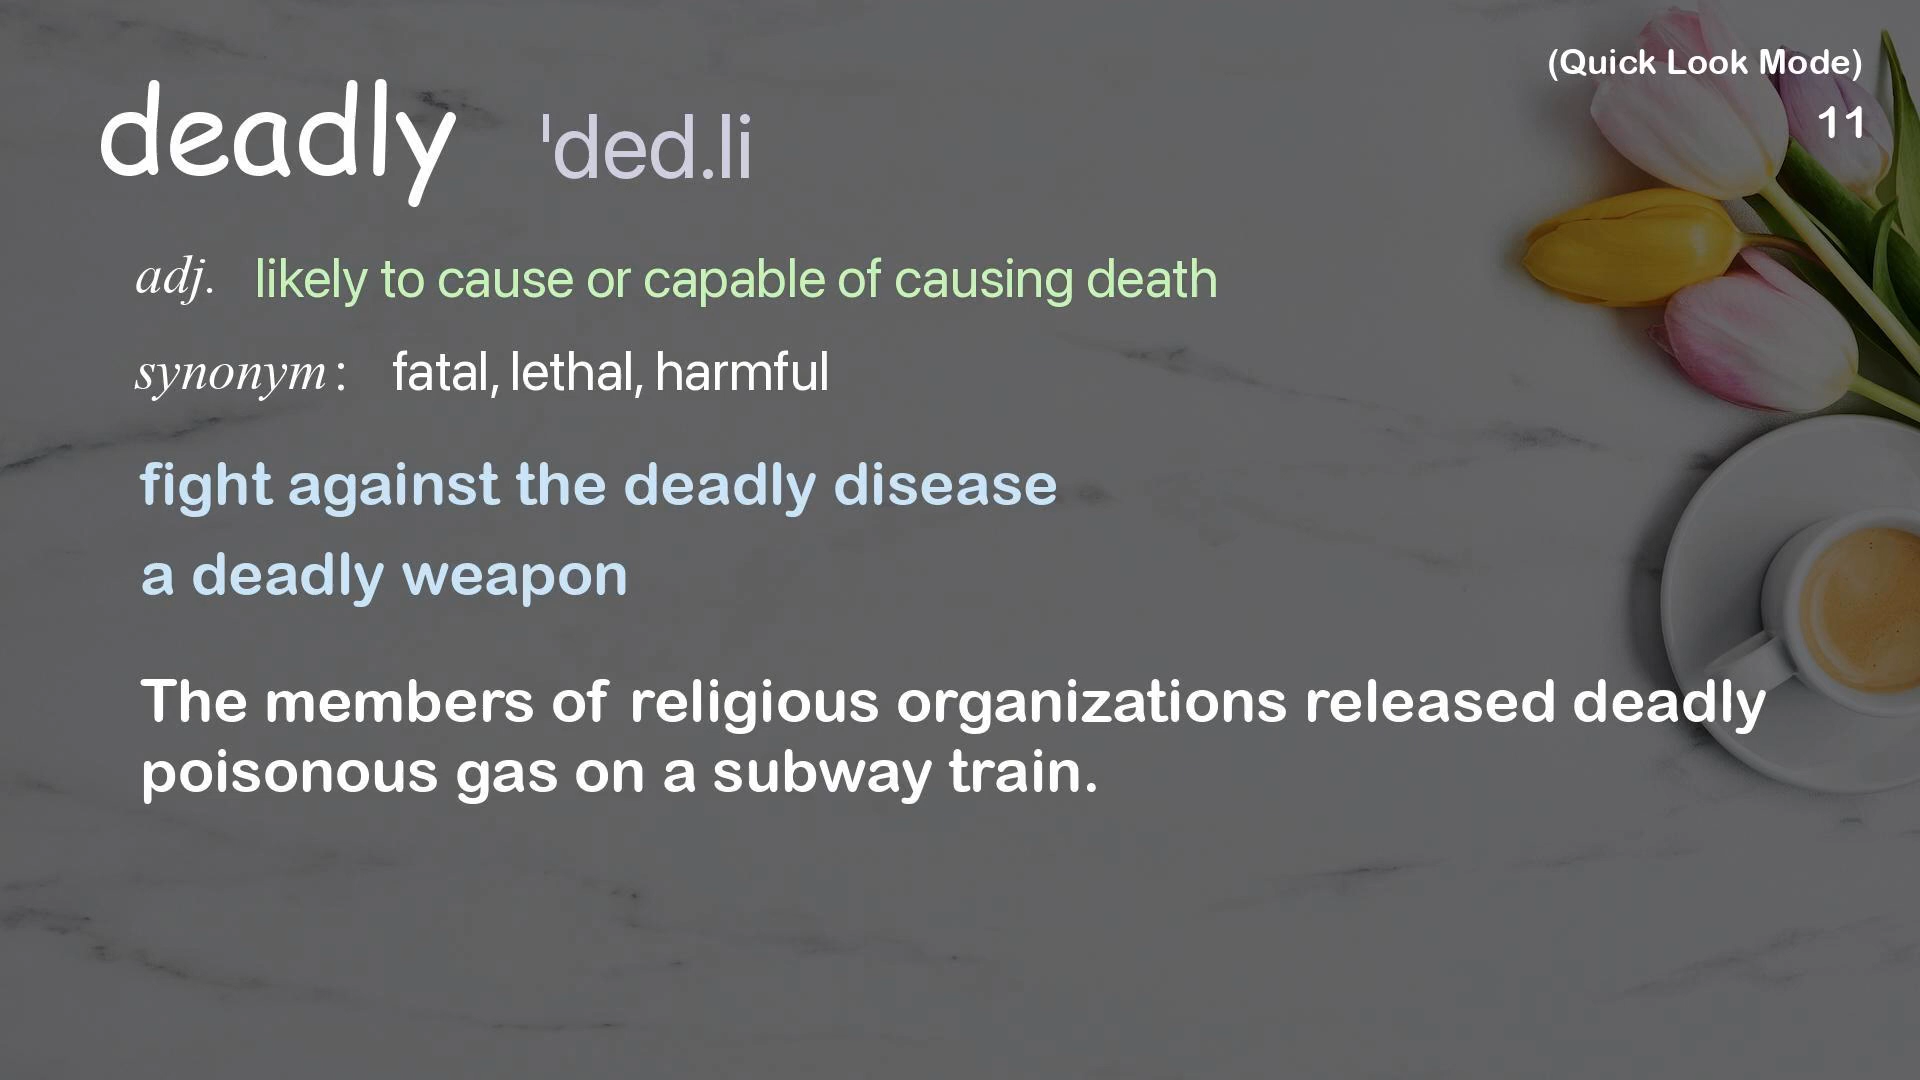 (Quick Look Mode)
11
deadly ˈded.li
adj. likely to cause or capable of causing death
synonym: fatal, lethal, harmful
fight against the deadly disease
a deadly weapon
The members of religious organizations released deadly
poisonous gas on a subway train.